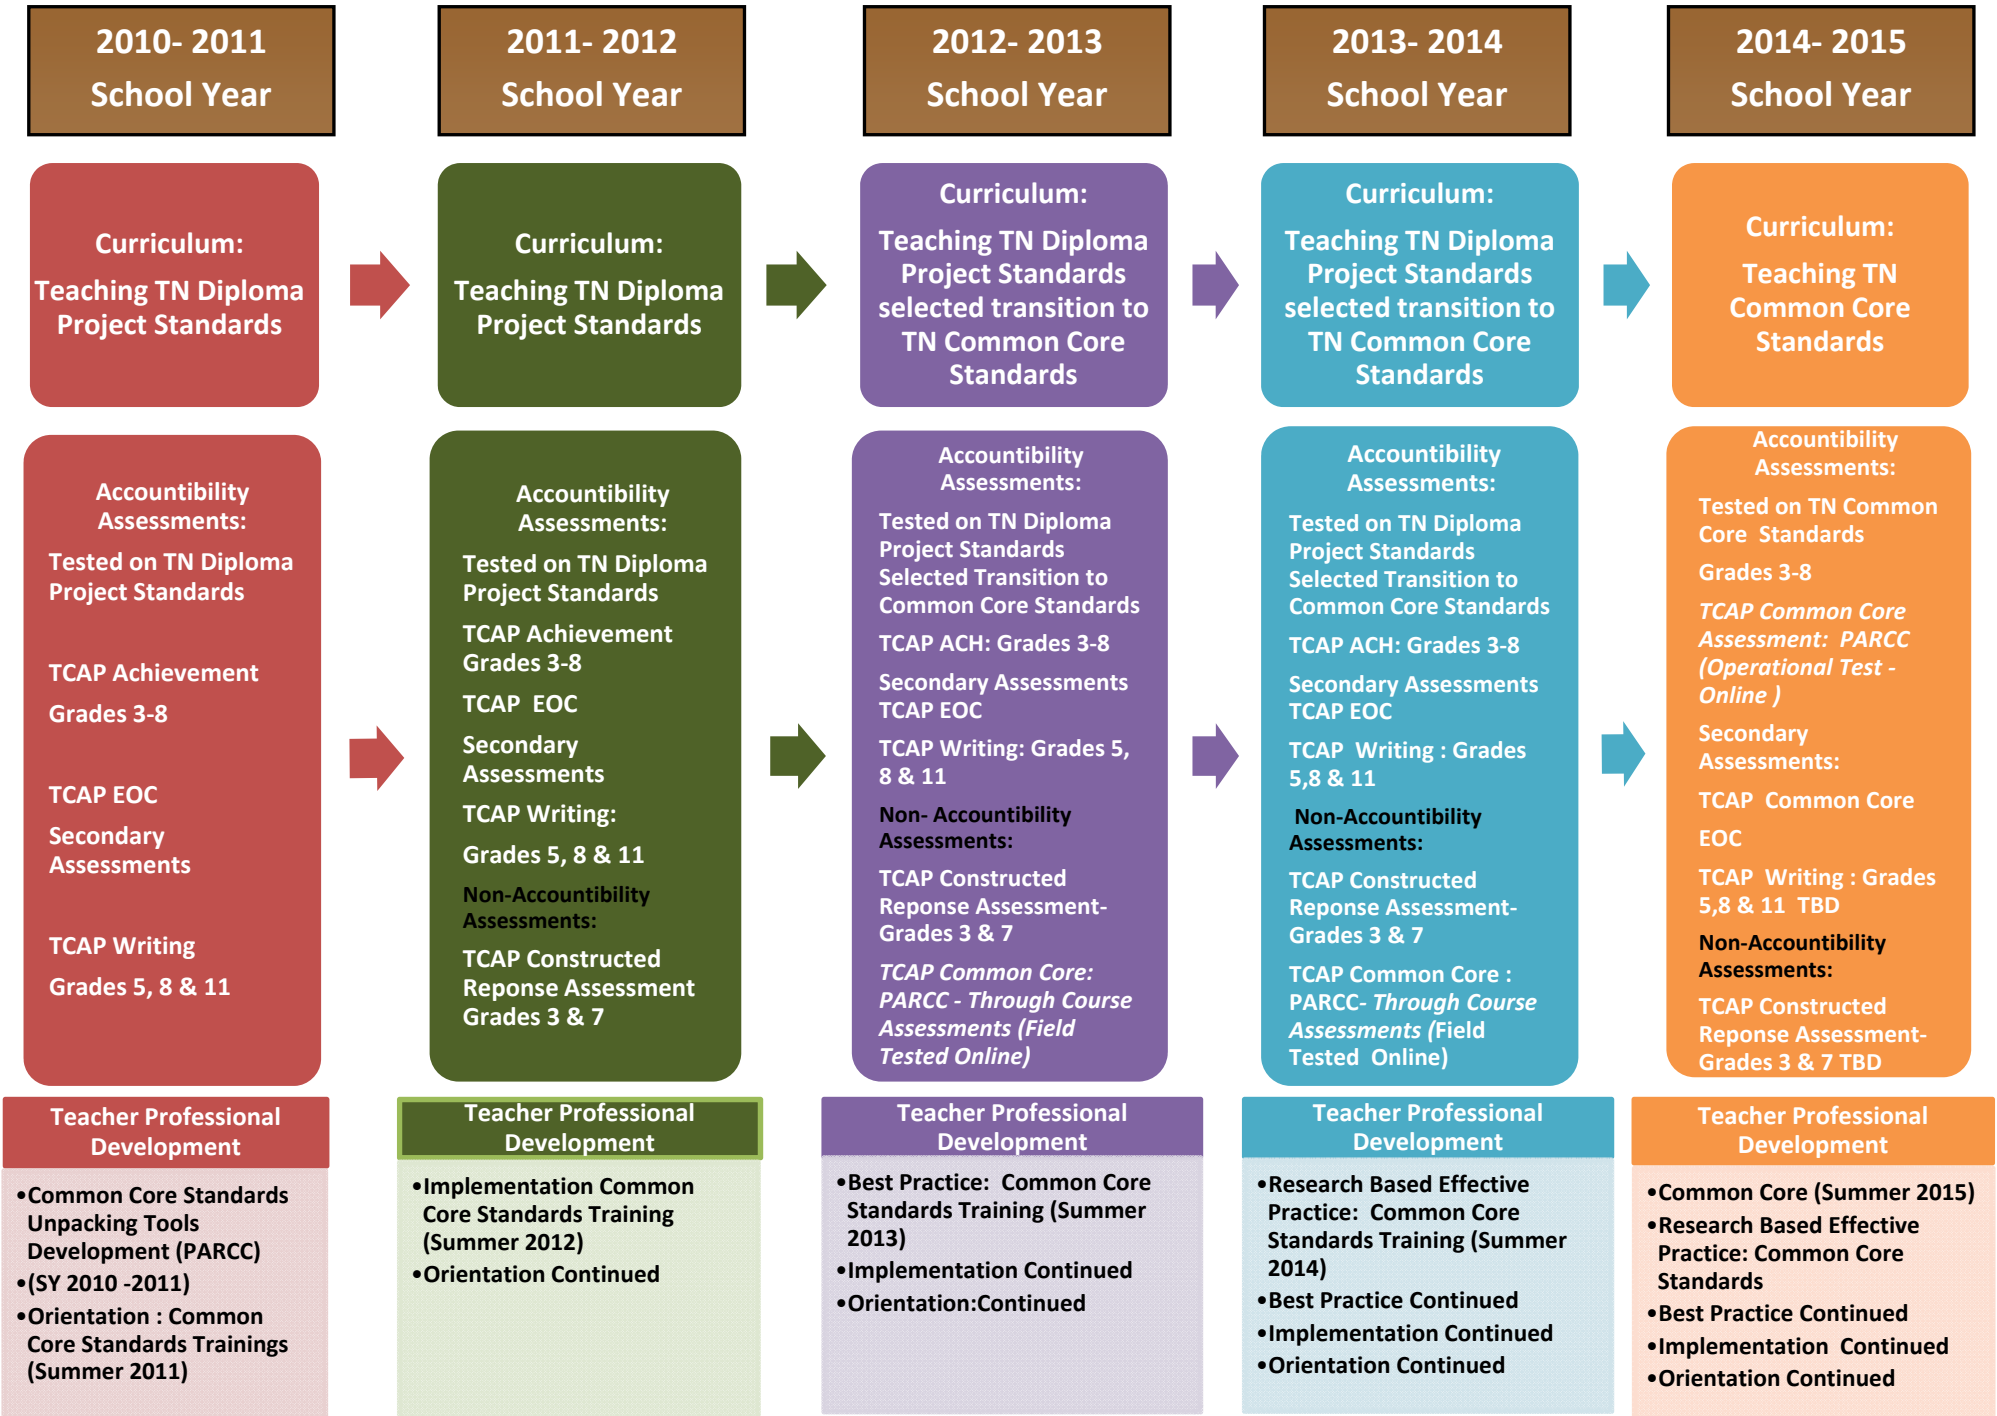 2010- 2011
School Year
2011- 2012
School Year
2012- 2013
School Year
2013- 2014
School Year
2014- 2015
School Year
Curriculum:
Teaching TN Diploma
Project Standards
Curriculum:
Teaching TN Diploma
Project Standards
Curriculum:
Teaching TN Diploma
Project Standards
selected transition to
TN Common Core
Standards
Curriculum:
Teaching TN Diploma
Project Standards
selected transition to
TN Common Core
Standards
Curriculum:
Teaching TN
Common Core
Standards
Accountibility
Assessments:
Tested on TN Diploma
Project Standards
TCAP Achievement
Grades 3-8
TCAP EOC
Secondary
Assessments
TCAP Writing
Grades 5, 8 & 11
Accountibility
Assessments:
Tested on TN Diploma
Project Standards
TCAP Achievement
Grades 3-8
TCAP  EOC
Secondary
Assessments
TCAP Writing:
Grades 5, 8 & 11
Non-Accountibility
Assessments:
TCAP Constructed
Reponse Assessment
Grades 3 & 7
Accountibility
Assessments:
Tested on TN Diploma
Project Standards
Selected Transition to
Common Core Standards
TCAP ACH: Grades 3-8
Secondary Assessments
TCAP EOC
TCAP Writing: Grades 5,
8 & 11
Non- Accountibility
Assessments:
TCAP Constructed
Reponse Assessment-
Grades 3 & 7
TCAP Common Core:
PARCC - Through Course
Assessments (Field
Tested Online)
Accountibility
Assessments:
Tested on TN Diploma
Project Standards
Selected Transition to
Common Core Standards
TCAP ACH: Grades 3-8
Secondary Assessments
TCAP EOC
TCAP  Writing : Grades
5,8 & 11
Non-Accountibility
Assessments:
TCAP Constructed
Reponse Assessment-
Grades 3 & 7
TCAP Common Core :
PARCC- Through Course
Assessments (Field
Tested  Online)
Accountibility
Assessments:
Tested on TN Common
Core  Standards
Grades 3-8
TCAP Common Core
Assessment:  PARCC
(Operational Test -
Online )
Secondary
Assessments:
TCAP  Common Core
EOC
TCAP  Writing : Grades
5,8 & 11  TBD
Non-Accountibility
Assessments:
TCAP Constructed
Reponse Assessment-
Grades 3 & 7 TBD
Teacher Professional
Development
•Common Core Standards
Unpacking Tools
Development (PARCC)
•(SY 2010 -2011)
•Orientation : Common
Core Standards Trainings
(Summer 2011)
Teacher Professional
Development
•Implementation Common
Core Standards Training
(Summer 2012)
•Orientation Continued
Teacher Professional
Development
•Best Practice:  Common Core
Standards Training (Summer
2013)
•Implementation Continued
•Orientation:Continued
Teacher Professional
Development
•Research Based Effective
Practice:  Common Core
Standards Training (Summer
2014)
•Best Practice Continued
•Implementation Continued
•Orientation Continued
Teacher Professional
Development
•Common Core (Summer 2015)
•Research Based Effective
Practice: Common Core
Standards
•Best Practice Continued
•Implementation  Continued
•Orientation Continued